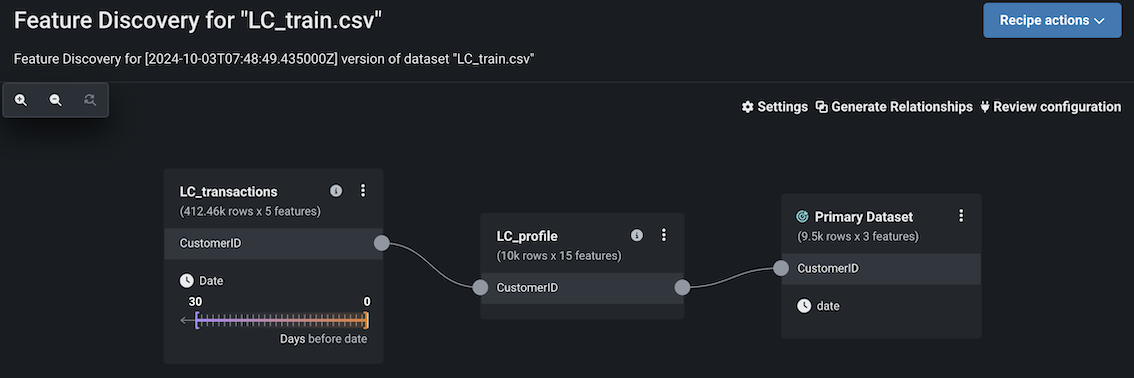 Feature Discovery for "LC_train.csv"
Recipe actions
Feature Discovery for [2024-10-03T07:48:49.435000Z] version of dataset "LC_train.csv"
Settings
Generate Relationships
Review configuration
LC_transactions
(412.46k rows x 5 features)
CustomerID
Date
30 0
Days before date
LC_profile
(10k rows x 15 features)
CustomerID
Primary Dataset
(9.5k rows x 3 features)
CustomerID
date